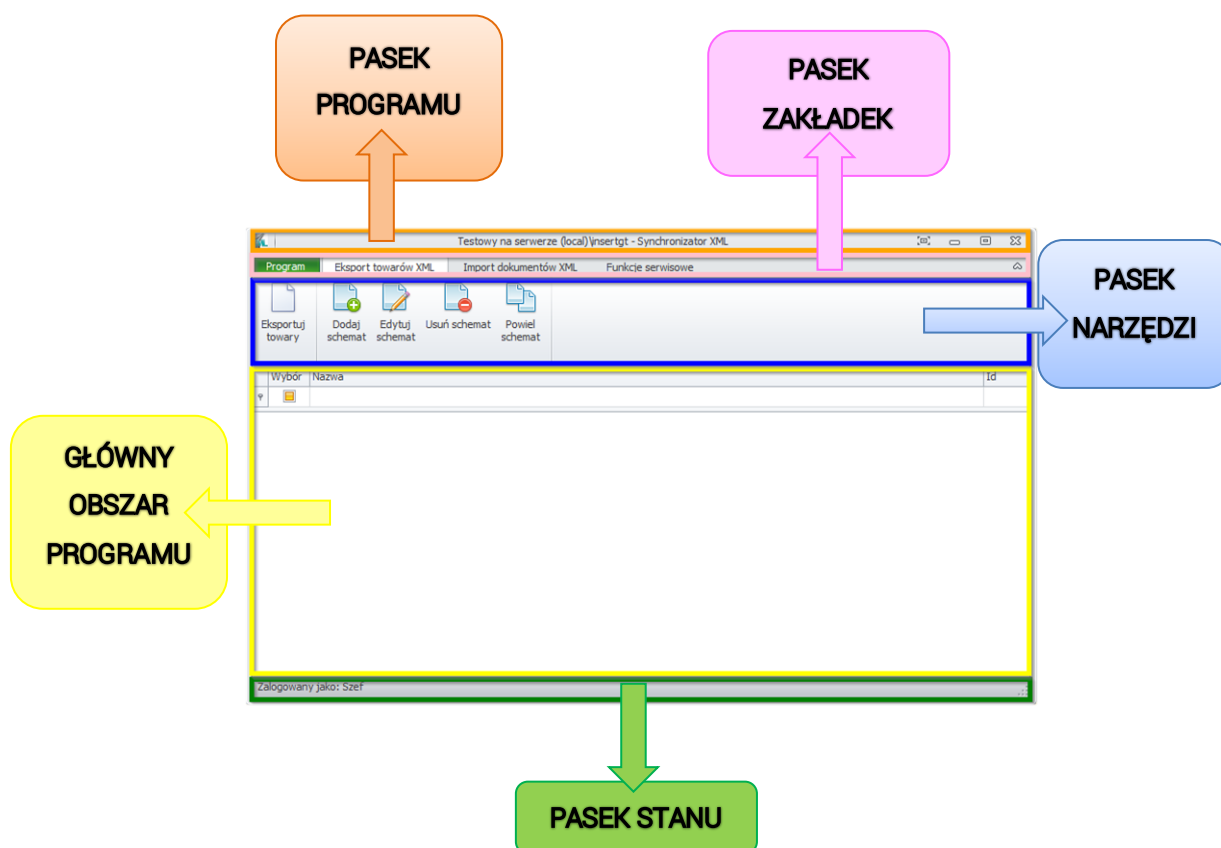 PASEK
PROGRAMU
PASEK
ZAKŁADEK
Testowy na serwerze (local)\insertgt - Synchronizator XML
Program Eksport towarów XML Import dokumentów XML Funkcje serwisowe
PASEK
NARZĘDZI
Eksportuj
towary
Dodaj
schemat
Edytuj
schemat
Usuń schemat
Powiel
schemat
Wybór Nazwa Id
GŁÓWNY
OBSZAR
PROGRAMU
Zalogowany jako: Szef
PASEK STANU